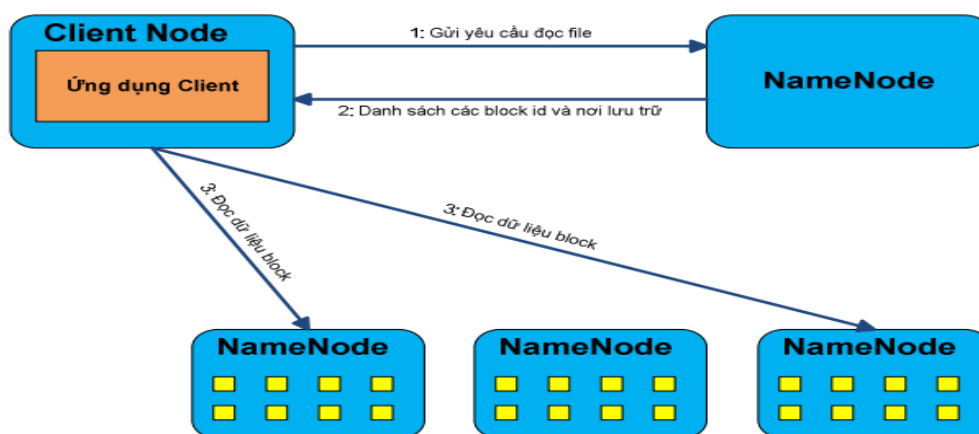 Client Node
Ứng dụng Client
1: Gửi yêu cầu đọc file
NameNode
2: Danh sách các block id và nơi lưu trữ
3: Đọc dữ liệu block
3: Đọc dữ liệu block
NameNode
NameNode
NameNode